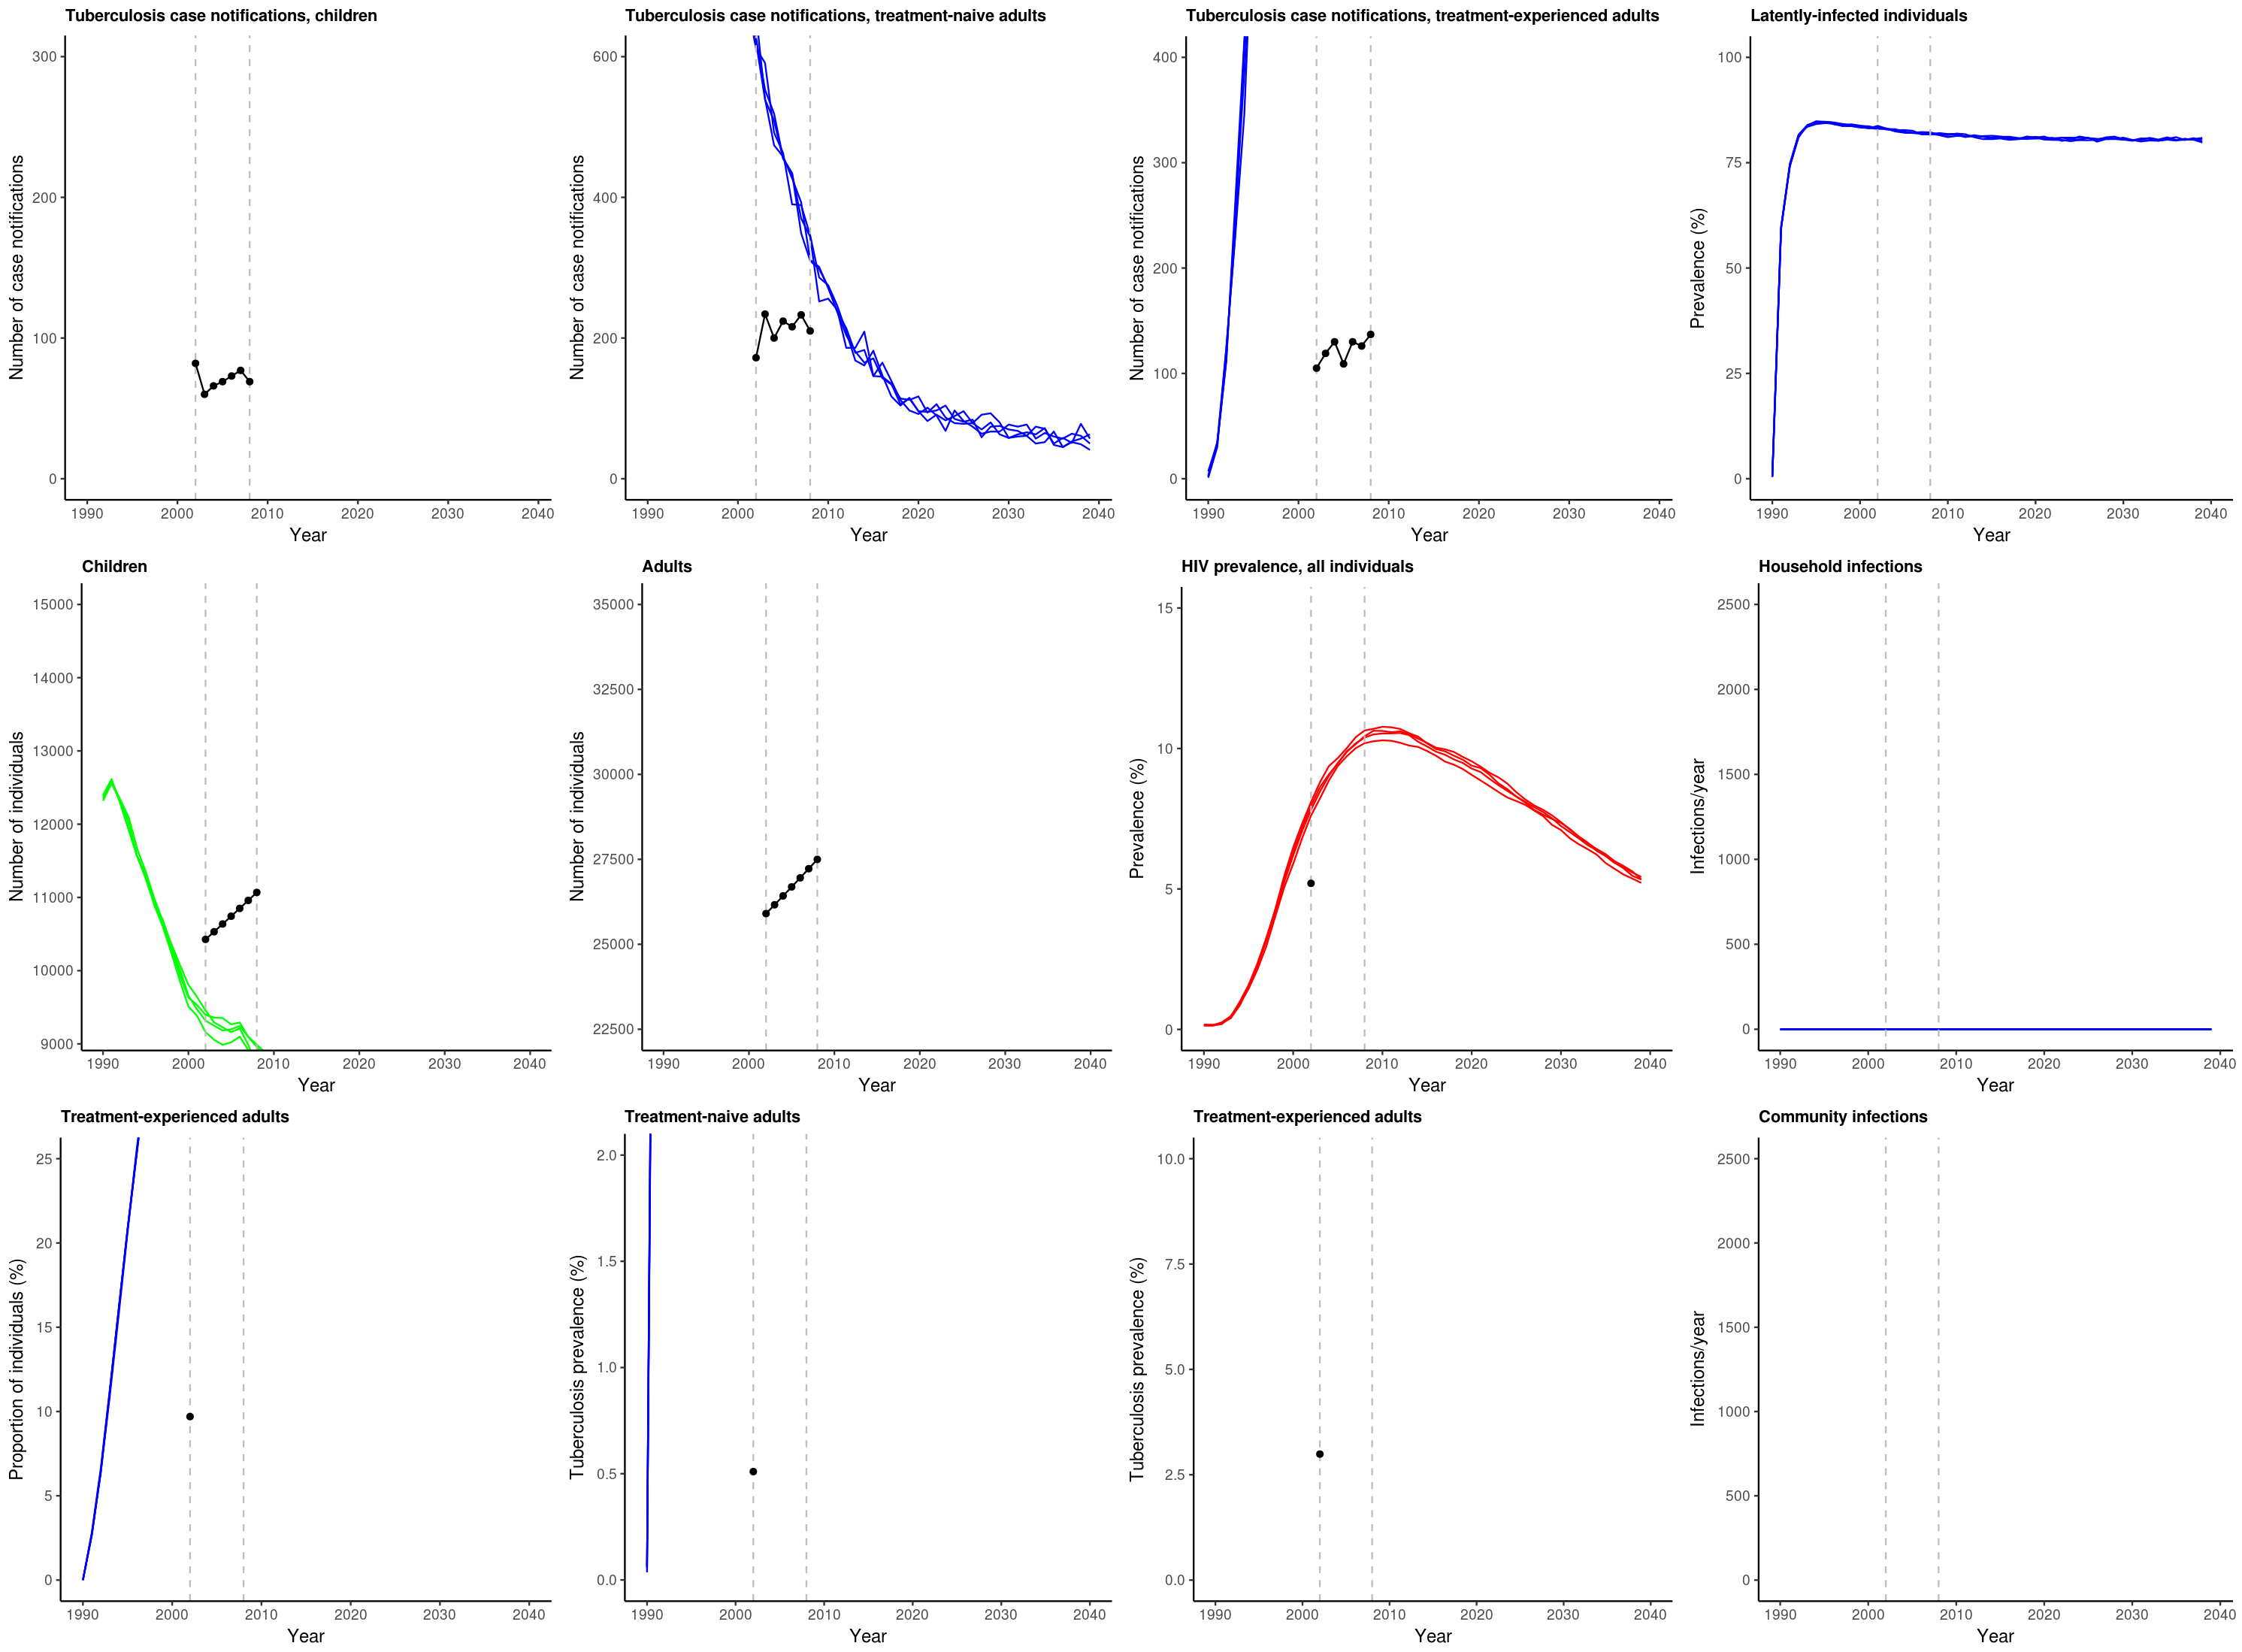 Tuberculosis case notifications, children
Number of case notifications
300
200
100
0
1990 2000 2010 2020 2030 2040
Year
Tuberculosis case notifications, treatment-naive adults
Number of case notifications
600
400
200
0
1990 2000 2010 2020 2030 2040
Year
Tuberculosis case notifications, treatment-experienced adults
Number of case notifications
400
300
200
100
0
1990 2000 2010 2020 2030 2040
Year
Latently-infected individuals
Prevalence (%)
100
75
50
25
0
1990 2000 2010 2020 2030 2040
Year
Children
Number of individuals
15000
14000
13000
12000
11000
10000
9000
1990 2000 2010 2020 2030 2040
Year
Adults
Number of individuals
35000
32500
30000
27500
25000
22500
1990 2000 2010 2020 2030 2040
Year
HIV prevalence, all individuals
Prevalence (%)
15
10
5
0
1990 2000 2010 2020 2030 2040
Year
Household infections
Infections/year
2500
2000
1500
1000
500
0
1990 2000 2010 2020 2030 2040
Year
Treatment-experienced adults
Proportion of individuals (%)
25
20
15
10
5
0
1990 2000 2010 2020 2030 2040
Year
Treatment-naive adults
Tuberculosis prevalence (%)
2.0
1.5
1.0
0.5
0.0
1990 2000 2010 2020 2030 2040
Year
Treatment-experienced adults
Tuberculosis prevalence (%)
10.0
7.5
5.0
2.5
0.0
1990 2000 2010 2020 2030 2040
Year
Community infections
Infections/year
2500
2000
1500
1000
500
0
1990 2000 2010 2020 2030 2040
Year